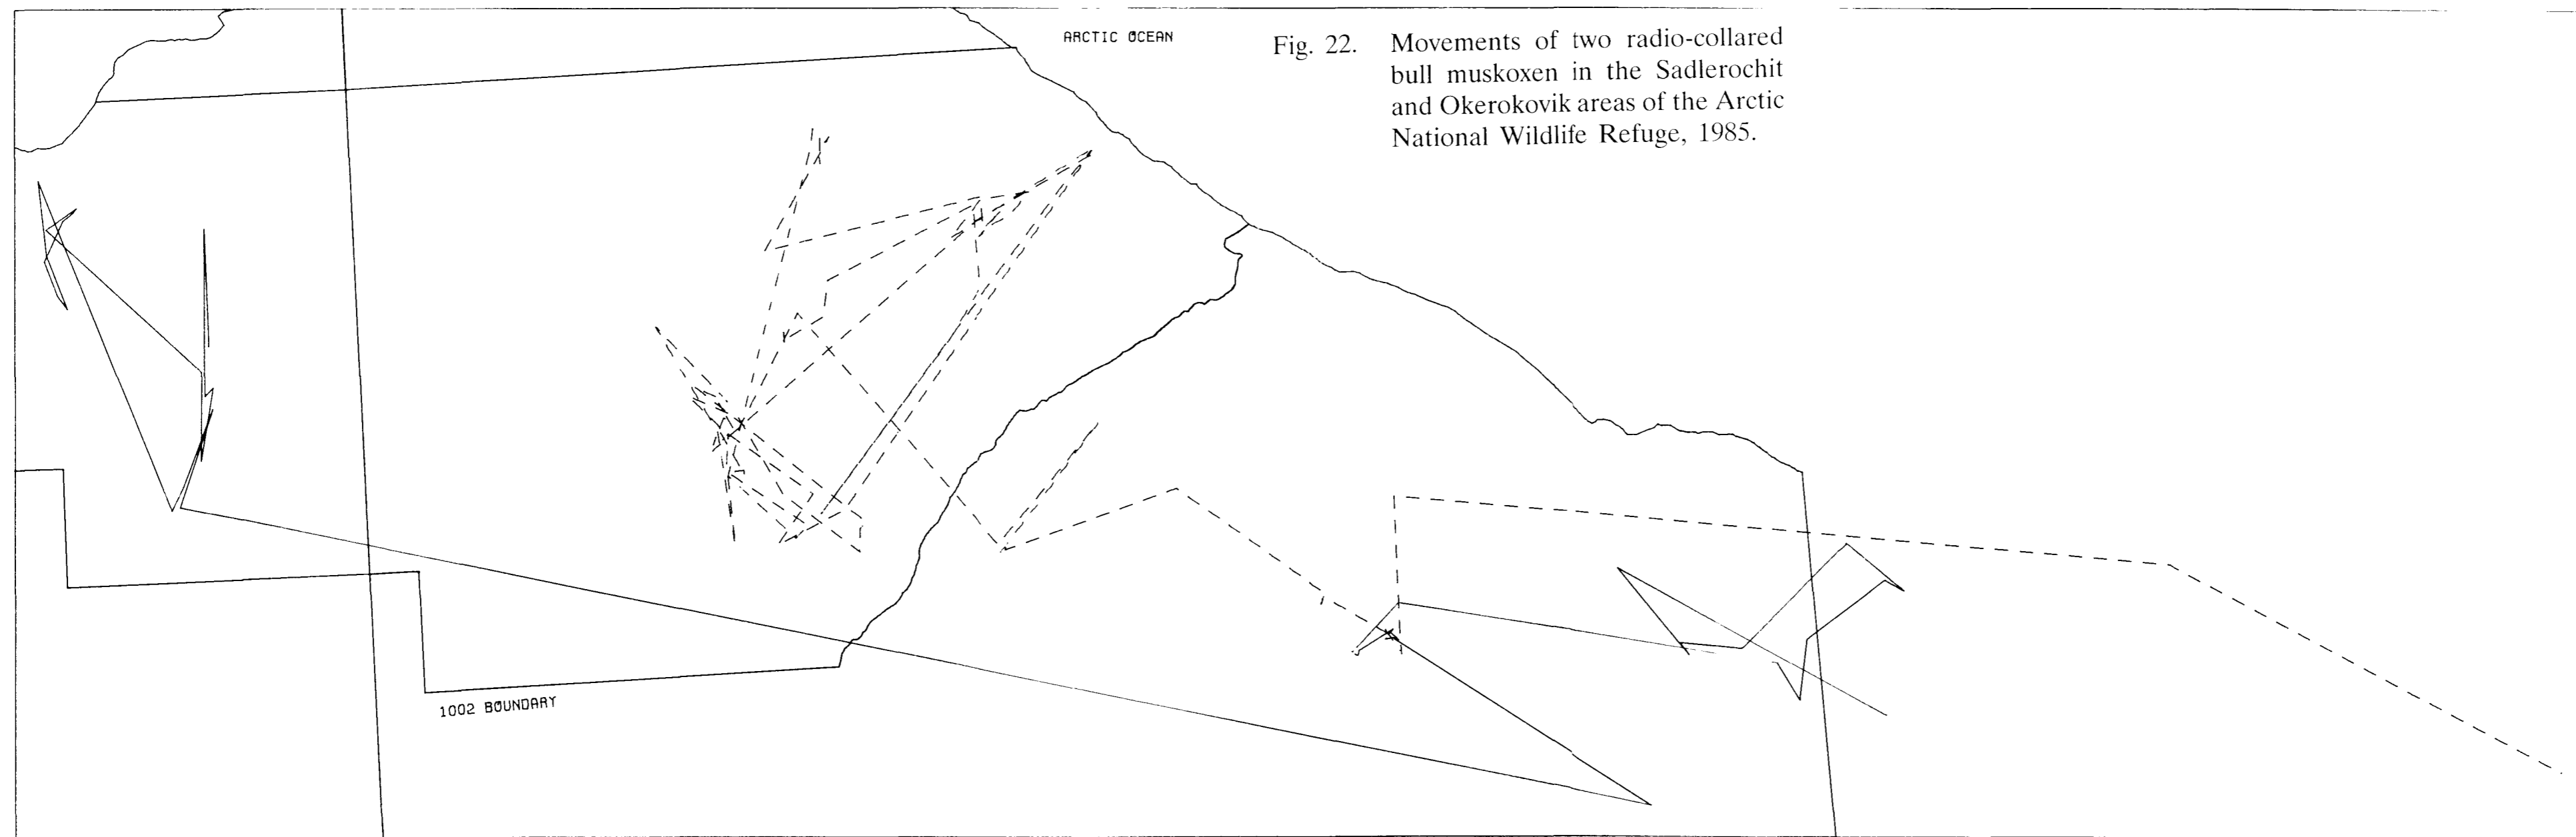 ARCTIC OCEAN
Fig. 22. Movements of two radio-collared
bull muskoxen in the Sadlerochit
and Okerokovik areas of the Arctic
National Wildlife Refuge, 1985.
1002 BOUNDARY